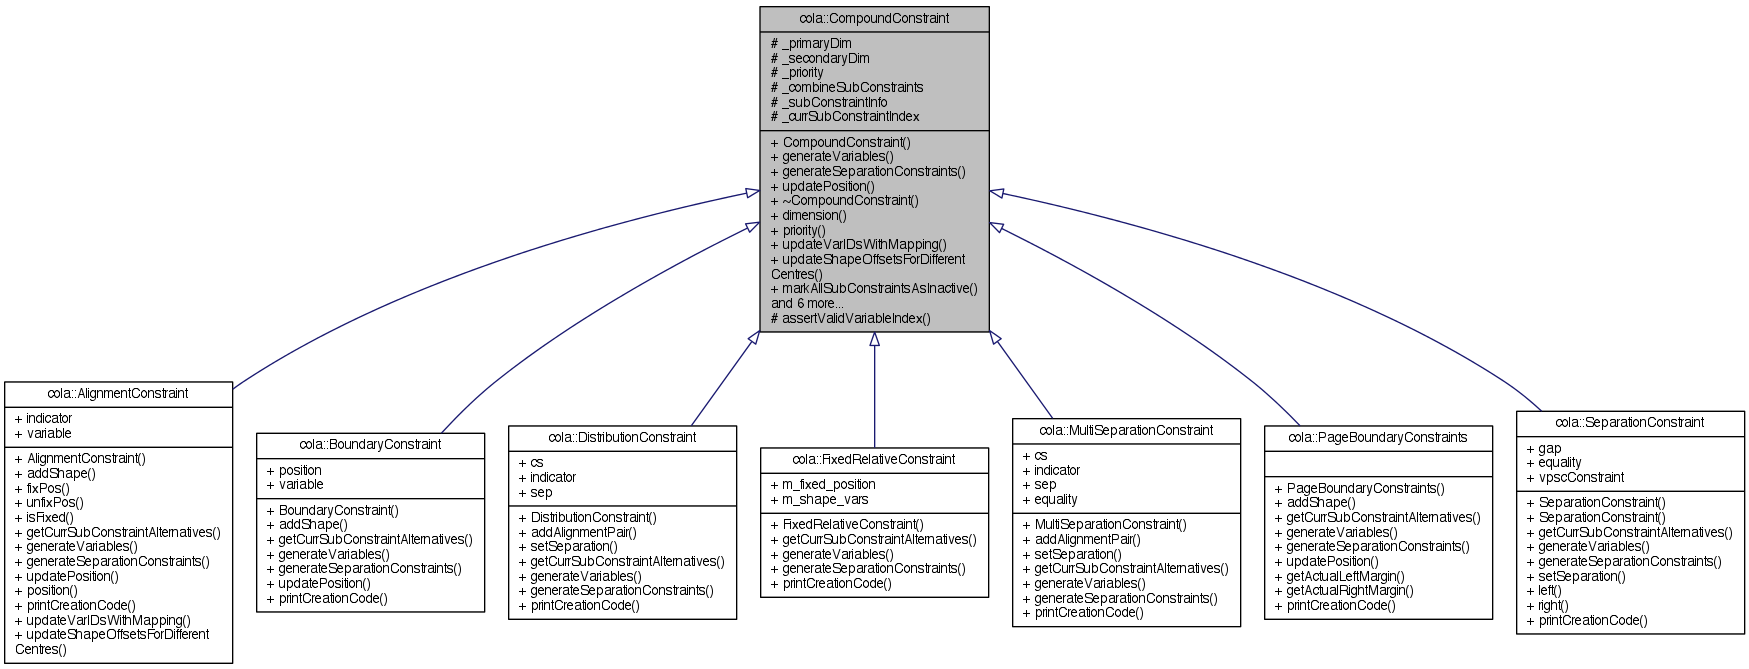 cola::CompoundConstraint
# _primaryDim
# _secondaryDim
# _priority
# _combineSubConstraints
# _subConstraintInfo
# _currSubConstraintIndex
+ CompoundConstraint()
+ generateVariables()
+ generateSeparationConstraints()
+ updatePosition()
+ ~CompoundConstraint()
+ dimension()
+ priority()
+ updateVarIDsWithMapping()
+ updateShapeOffsetsForDifferent
Centres()
+ markAllSubConstraintsAsInactive()
and 6 more...
# assertValidVariableIndex()
cola::AlignmentConstraint
+ indicator
+ variable
+ AlignmentConstraint()
+ addShape()
+ fixPos()
+ unfixPos()
+ isFixed()
+ getCurrSubConstraintAlternatives()
+ generateVariables()
+ generateSeparationConstraints()
+ updatePosition()
+ position()
+ printCreationCode()
+ updateVarIDsWithMapping()
+ updateShapeOffsetsForDifferent
Centres()
cola::BoundaryConstraint
+ position
+ variable
+ BoundaryConstraint()
+ addShape()
+ getCurrSubConstraintAlternatives()
+ generateVariables()
+ generateSeparationConstraints()
+ updatePosition()
+ printCreationCode()
cola::DistributionConstraint
+ cs
+ indicator
+ sep
+ DistributionConstraint()
+ addAlignmentPair()
+ setSeparation()
+ getCurrSubConstraintAlternatives()
+ generateVariables()
+ generateSeparationConstraints()
+ printCreationCode()
cola::FixedRelativeConstraint
+ m_fixed_position
+ m_shape_vars
+ FixedRelativeConstraint()
+ getCurrSubConstraintAlternatives()
+ generateVariables()
+ generateSeparationConstraints()
+ printCreationCode()
cola::MultiSeparationConstraint
+ cs
+ indicator
+ sep
+ equality
+ MultiSeparationConstraint()
+ addAlignmentPair()
+ setSeparation()
+ getCurrSubConstraintAlternatives()
+ generateVariables()
+ generateSeparationConstraints()
+ printCreationCode()
cola::PageBoundaryConstraints
+ PageBoundaryConstraints()
+ addShape()
+ getCurrSubConstraintAlternatives()
+ generateVariables()
+ generateSeparationConstraints()
+ updatePosition()
+ getActualLeftMargin()
+ getActualRightMargin()
+ printCreationCode()
cola::SeparationConstraint
+ gap
+ equality
+ vpscConstraint
+ SeparationConstraint()
+ SeparationConstraint()
+ getCurrSubConstraintAlternatives()
+ generateVariables()
+ generateSeparationConstraints()
+ setSeparation()
+ left()
+ right()
+ printCreationCode()